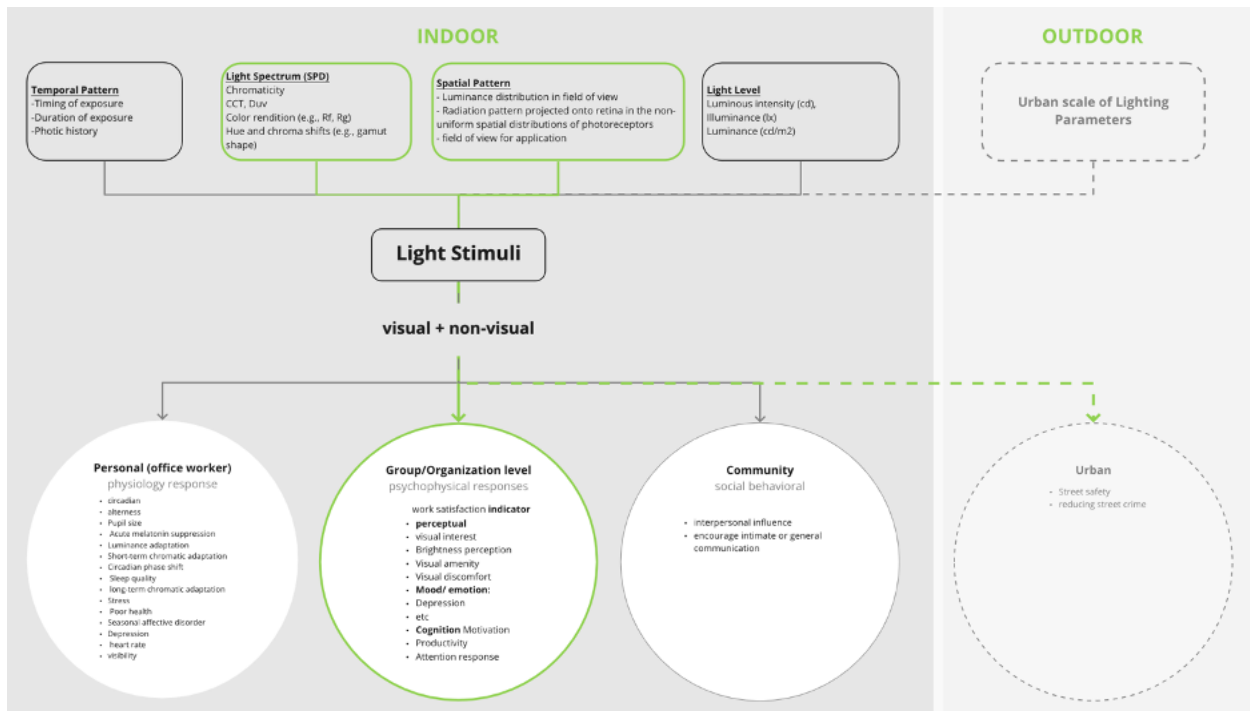 INDOOR
OUTDOOR
Temporal Pattern
-Timing of exposure
-Duration of exposure
-Photic history
Light Spectrum (SPD)
Chromaticity
CCT, Duv
Color rendition (e.g., Rf, Rg)
Hue and chroma shifts (e.g., gamut
shape)
Spatial Pattern
- Luminance distribution in field of view
- Radiation pattern projected onto retina in the non-
uniform spatial distributions of photoreceptors
- field of view for application
Light Level
Luminous intensity (cd),
Illuminance (lx)
Luminance (cd/m2)
Urban scale of Lighting
Parameters
Light Stimuli
visual + non-visual
Personal (office worker)
physiology response
• circadian
• alterness
• Pupil size
• Acute melatonin suppression
• Luminance adaptation
• Short-term chromatic adaptation
• Circadian phase shift
• Sleep quality
• long-term chromatic adaptation
• Stress
• Poor health
• Seasonal affective disorder
• Depression
• heart rate
• visibility
Group/Organization level
psychophysical responses
work satisfaction indicator
• perceptual
• visual interest
• Brightness perception
• Visual amenity
• Visual discomfort
• Mood/ emotion:
• Depression
• etc
• Cognition Motivation
• Productivity
• Attention response
Community
social behavioral
• interpersonal influence
• encourage intimate or general
communication
Urban
• Street safety
• reducing street crime